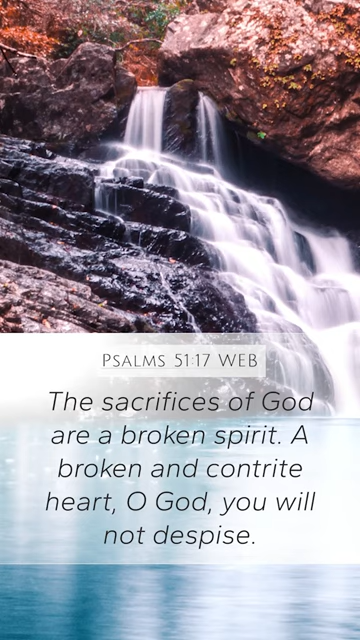 Psalms 51:17 WEB
The sacrifices of God
are a broken spirit. A
broken and contrite
heart, O God, you will
not despise.